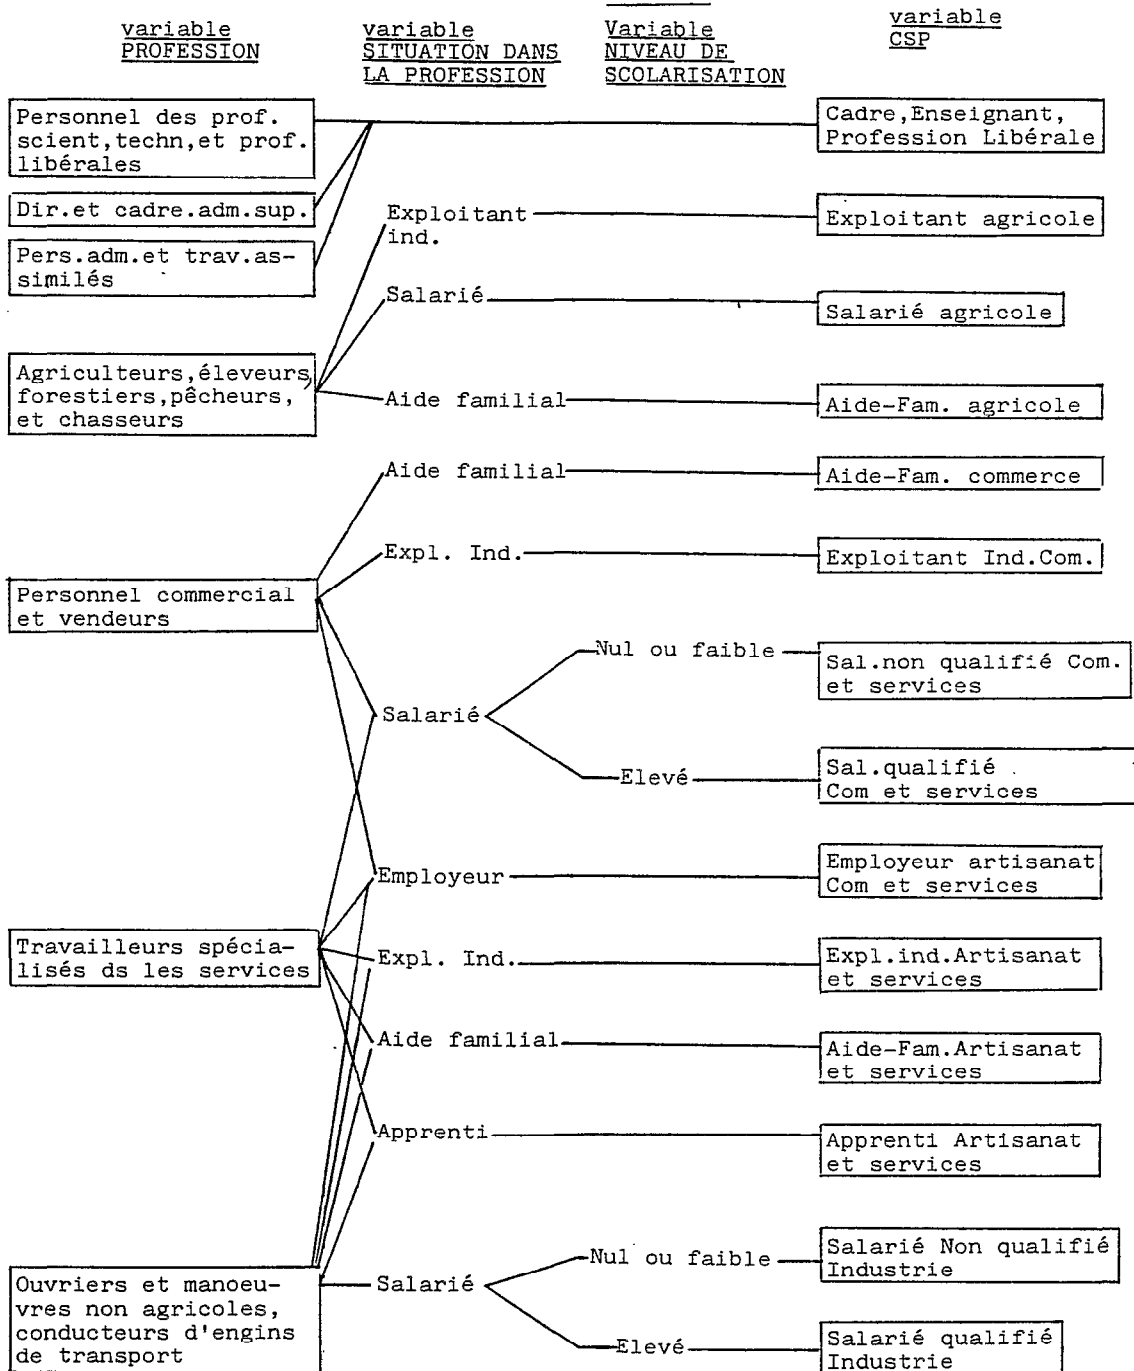 variable
PROFESSION
variable
SITUATION DANS
LA PROFESSION
Variable
NIVEAU DE
SCOLARISATION
variable
CSP
Personnel des prof.
scient,techn,et prof.
libérales
Cadre,Enseignant,
Profession Libérale
Dir.et cadre.adm.sup.
Exploitant
ind.
Exploitant agricole
Pers.adm.et trav.as-
similés
Salarié
Salarié agricole
Agriculteurs,éleveurs,
forestiers,pêcheurs,
et chasseurs
Aide familial
Aide-Fam. agricole
Aide familial
Aide-Fam. commerce
Expl. Ind.
Exploitant Ind.Com.
Personnel commercial
et vendeurs
Nul ou faible
Sal.non qualifié Com.
et services
Salarié
Elevé
Sal.qualifié
Com et services
Employeur
Employeur artisanat
Com et services
Travailleurs spécia-
lisés ds les services
Expl. Ind.
Expl.ind.Artisanat
et services
Aide familial
Aide-Fam.Artisanat
et services
Apprenti
Apprenti Artisanat
et services
Nul ou faible
Salarié Non qualifié
Industrie
Ouvriers et manoeu-
vres non agricoles,
conducteurs d'engins
de transport
Salarié
Elevé
Salarié qualifié
Industrie